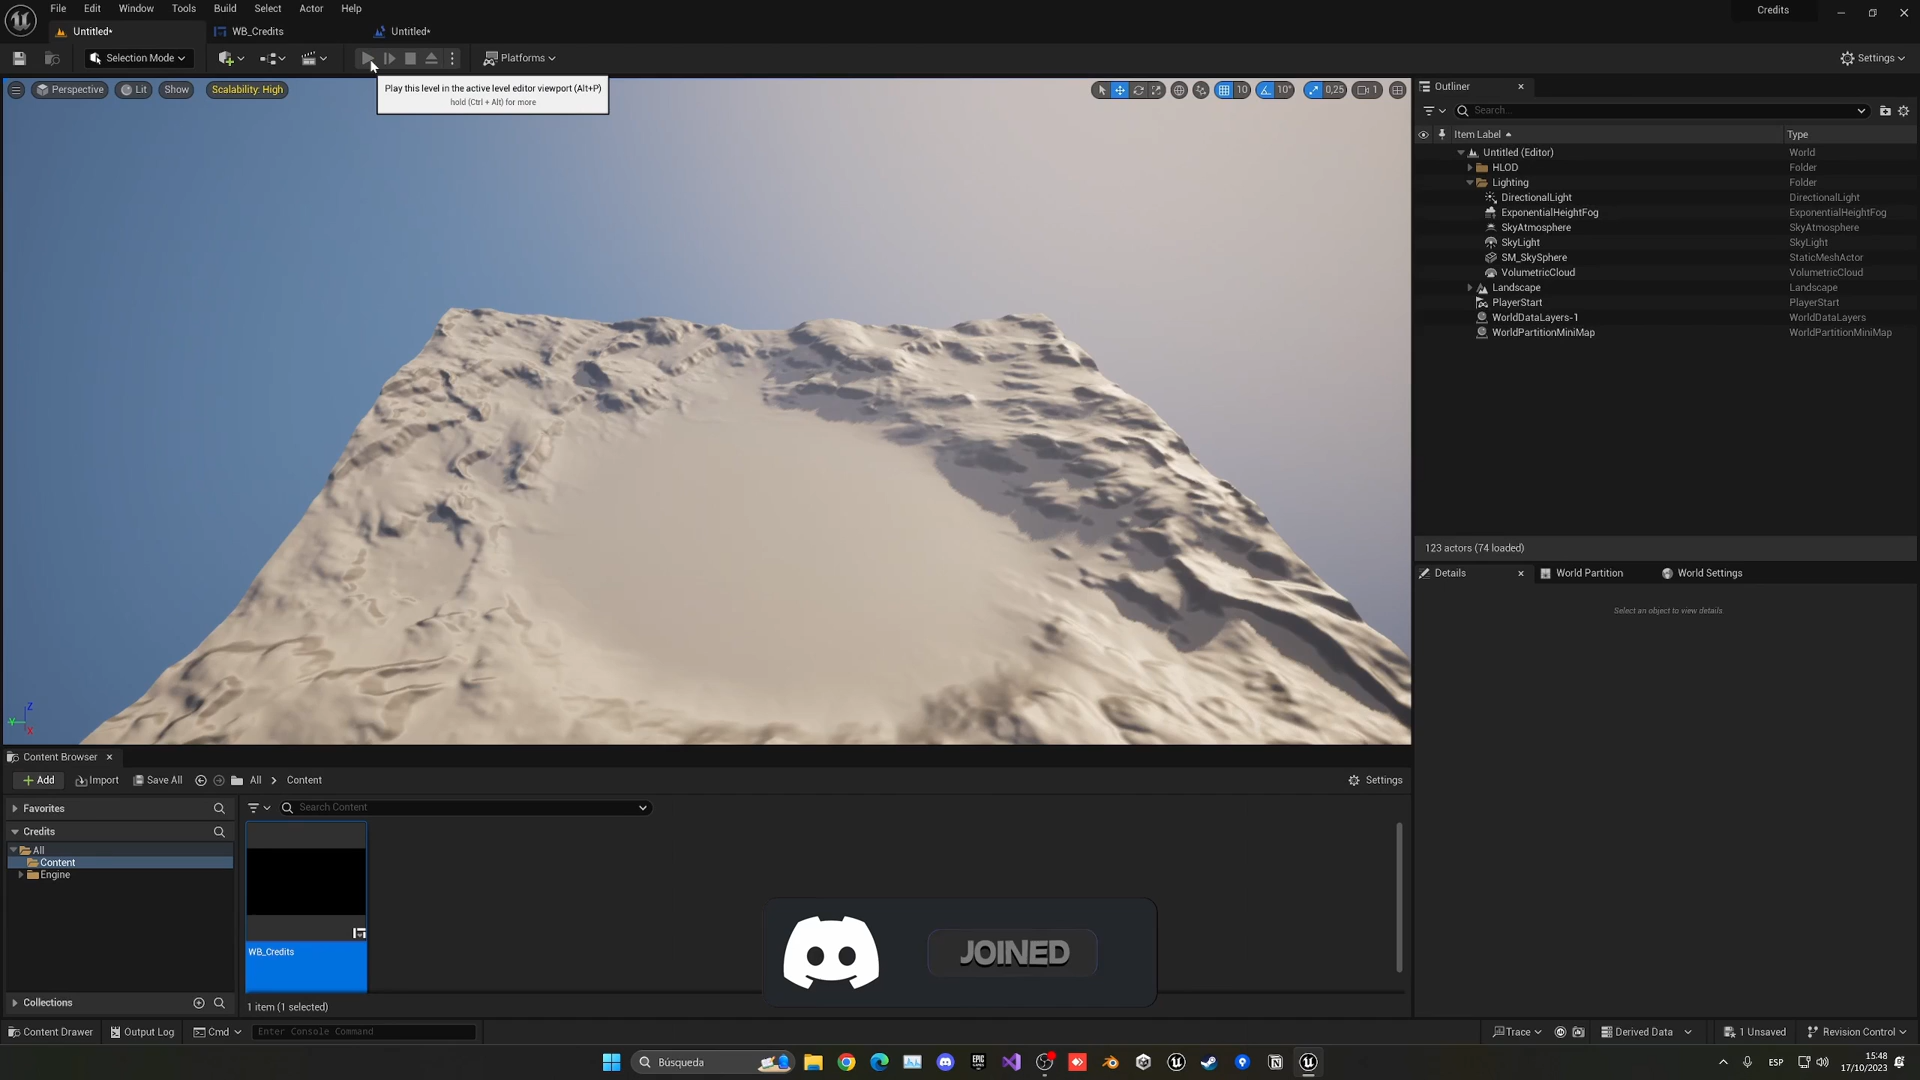 File Edit Window Tools Build Select Actor Help
Credits
Untitled* WB_Credits Untitled*
Selection Mode Platforms Settings
Play this level in the active level editor viewport (Alt+P)
hold (Ctrl + Alt) for more
Perspective Lit Show Scalability: High 10 10° 0,25 1
Outliner
Search...
Item Label Type
Untitled (Editor) World
HLOD Folder
Lighting Folder
DirectionalLight DirectionalLight
ExponentialHeightFog ExponentialHeightFog
SkyAtmosphere SkyAtmosphere
SkyLight SkyLight
SM_SkySphere StaticMeshActor
VolumetricCloud VolumetricCloud
Landscape Landscape
PlayerStart PlayerStart
WorldDataLayers-1 WorldDataLayers
WorldPartitionMiniMap WorldPartitionMiniMap
123 actors (74 loaded)
Details World Partition World Settings
Select an object to view details.
Z
Y
X
Content Browser
Add Import Save All All Content Settings
Favorites
Search Content
Credits
All
Content
Engine
WB_Credits
JOINED
Collections
1 item (1 selected)
Content Drawer Output Log Cmd Enter Console Command Trace Derived Data 1 Unsaved Revision Control
Búsqueda
EPIC GAMES
ESP
15:48
17/10/2023